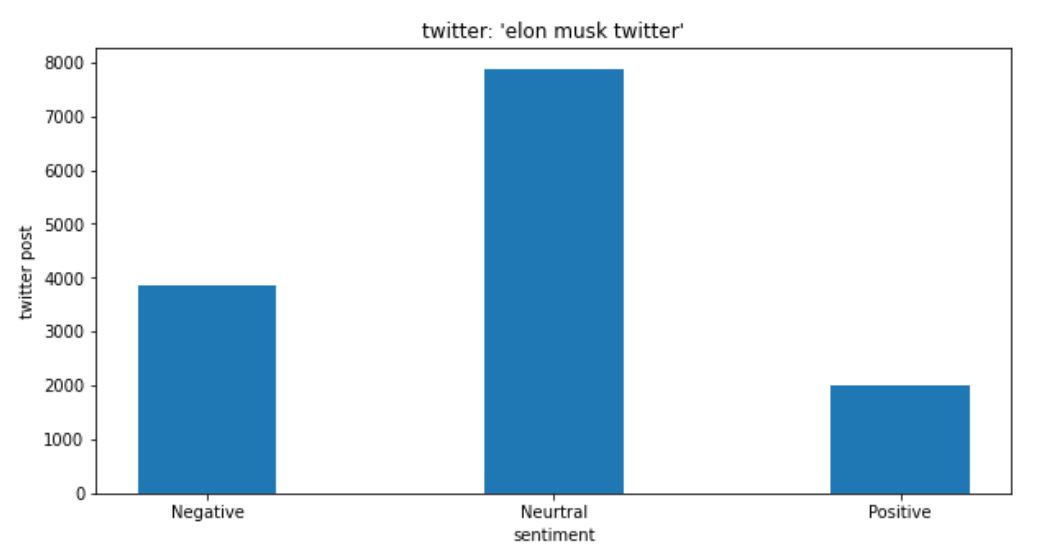 twitter: 'elon musk twitter'
8000
7000
6000
5000
4000
3000
2000
1000
0
twitter post
Negative Neurtral Positive
sentiment